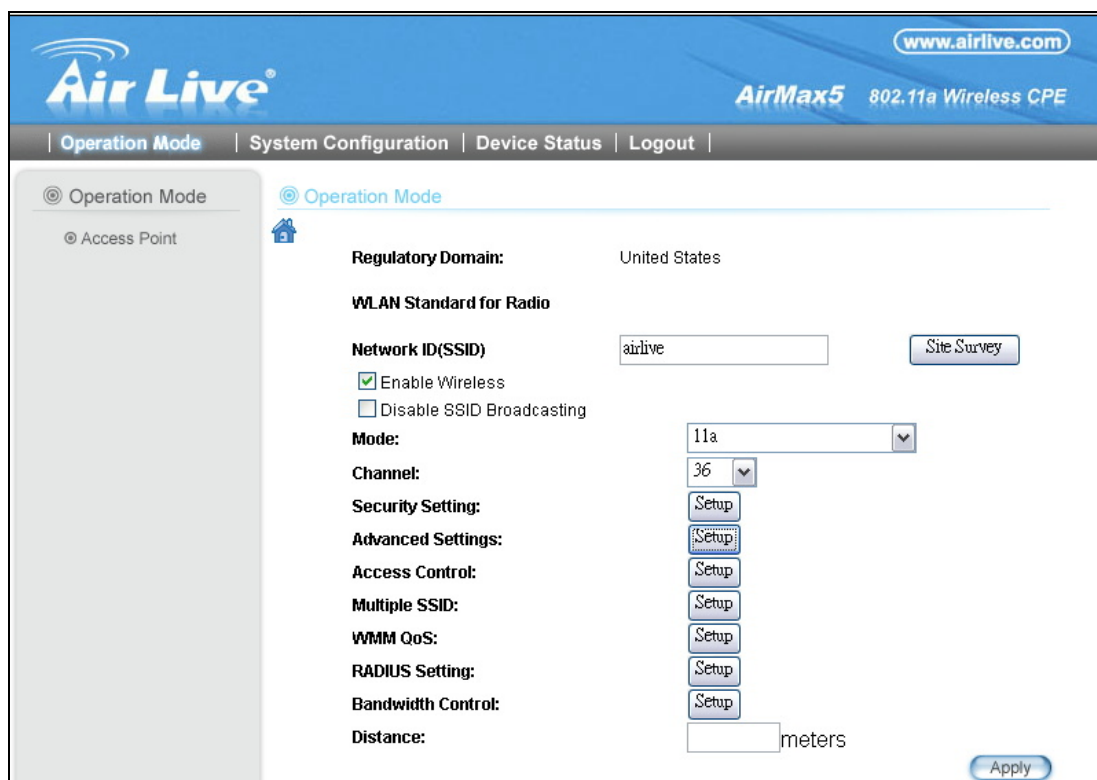 www.airlive.com
Air Live®
AirMax5 802.11a Wireless CPE
Operation Mode | System Configuration | Device Status | Logout |
Operation Mode
Access Point
Operation Mode
Regulatory Domain: United States
WLAN Standard for Radio
Network ID(SSID) airlive Site Survey
Enable Wireless
Disable SSID Broadcasting
Mode: 11a
Channel: 36
Security Setting: Setup
Advanced Settings: Setup
Access Control: Setup
Multiple SSID: Setup
WMM QoS: Setup
RADIUS Setting: Setup
Bandwidth Control: Setup
Distance: meters
Apply